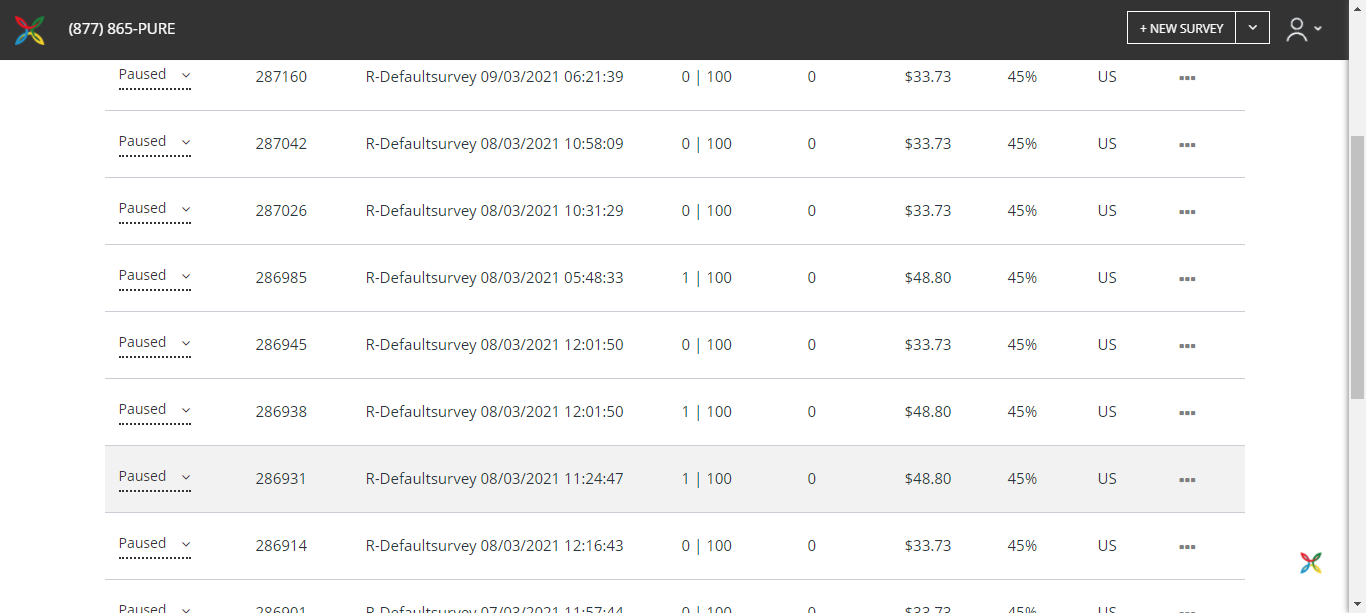 (877) 865-PURE + NEW SURVEY
Paused 287160 R-Defaultsurvey 09/03/2021 06:21:39 0 | 100 0 $33.73 45% US
Paused 287042 R-Defaultsurvey 08/03/2021 10:58:09 0 | 100 0 $33.73 45% US
Paused 287026 R-Defaultsurvey 08/03/2021 10:31:29 0 | 100 0 $33.73 45% US
Paused 286985 R-Defaultsurvey 08/03/2021 05:48:33 1 | 100 0 $48.80 45% US
Paused 286945 R-Defaultsurvey 08/03/2021 12:01:50 0 | 100 0 $33.73 45% US
Paused 286938 R-Defaultsurvey 08/03/2021 12:01:50 1 | 100 0 $48.80 45% US
Paused 286931 R-Defaultsurvey 08/03/2021 11:24:47 1 | 100 0 $48.80 45% US
Paused 286914 R-Defaultsurvey 08/03/2021 12:16:43 0 | 100 0 $33.73 45% US
Paused 286901 R-Defaultsurvey 07/03/2021 11:57:44 0 | 100 0 $33.73 45% US